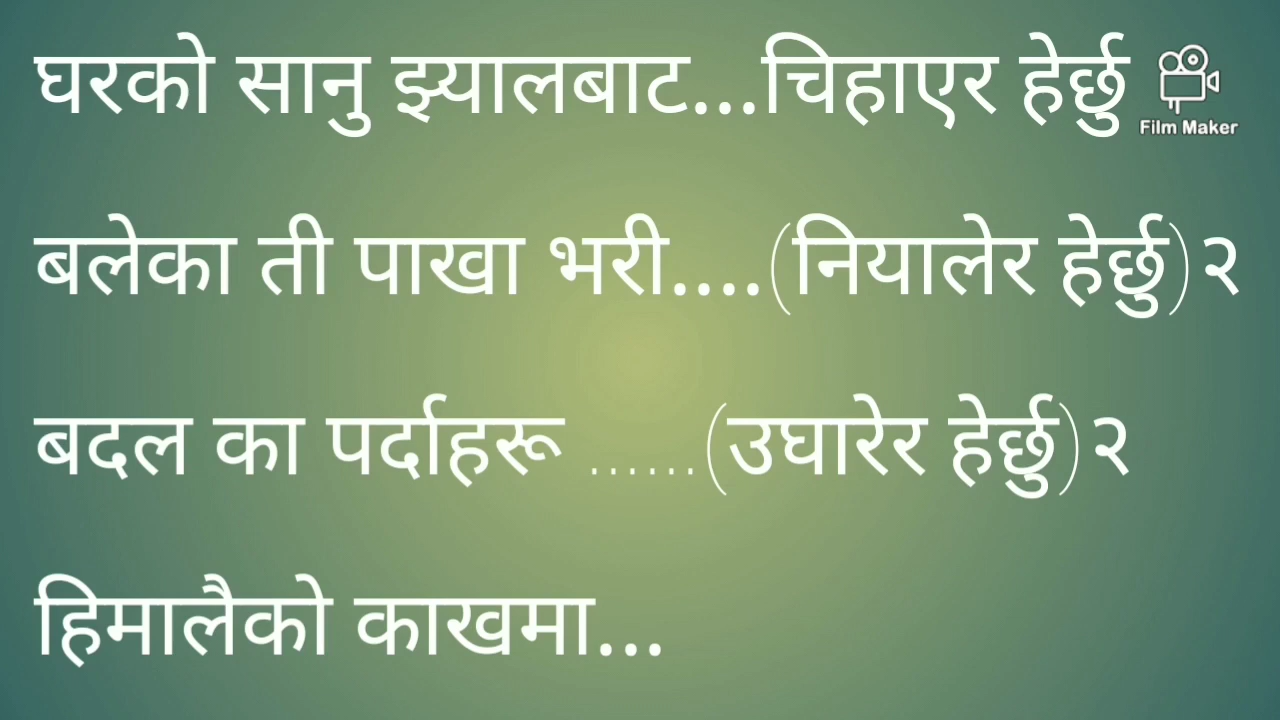 घरको सानु झ्यालबाट...चिहाएर हेर्छु
Film Maker
बलेका ती पाखा भरी....(नियालेर हेर्छु)२
बदल का पर्दाहरू ......(उघारेर हेर्छु)२
हिमालैको काखमा...